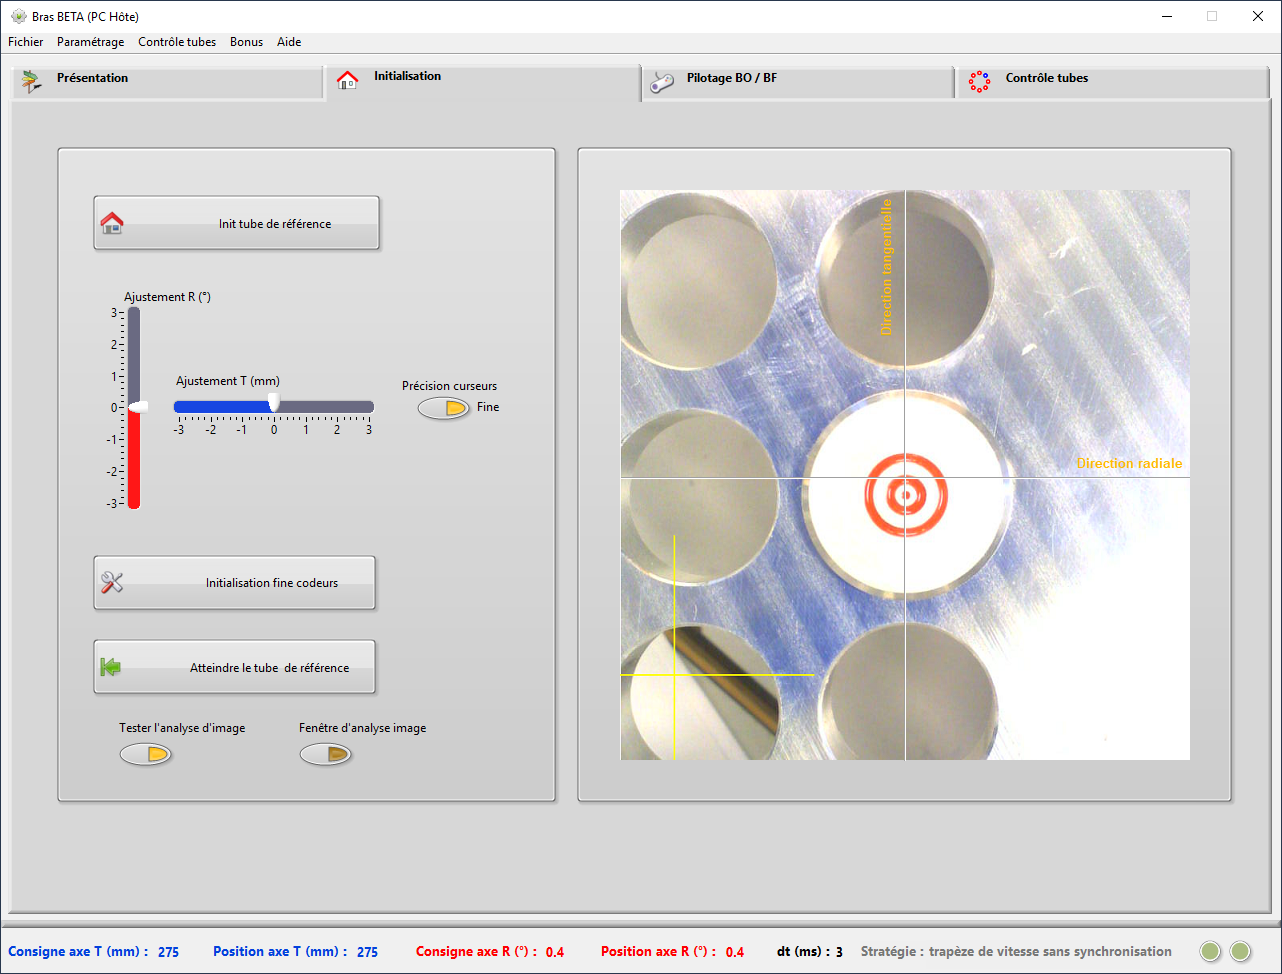 Bras BETA (PC Hôte)
Fichier Paramétrage Contrôle tubes Bonus Aide
Présentation Initialisation Pilotage BO / BF Contrôle tubes
Init tube de référence
Ajustement R (°)
3
2
1
0
-1
-2
-3
Ajustement T (mm)
-3 -2 -1 0 1 2 3
Précision curseurs
Fine
Initialisation fine codeurs
Atteindre le tube de référence
Tester l'analyse d'image Fenêtre d'analyse image
Direction tangentielle
Direction radiale
Consigne axe T (mm) : 275 Position axe T (mm) : 275 Consigne axe R (°) : 0.4 Position axe R (°) : 0.4 dt (ms) : 3 Stratégie : trapèze de vitesse sans synchronisation